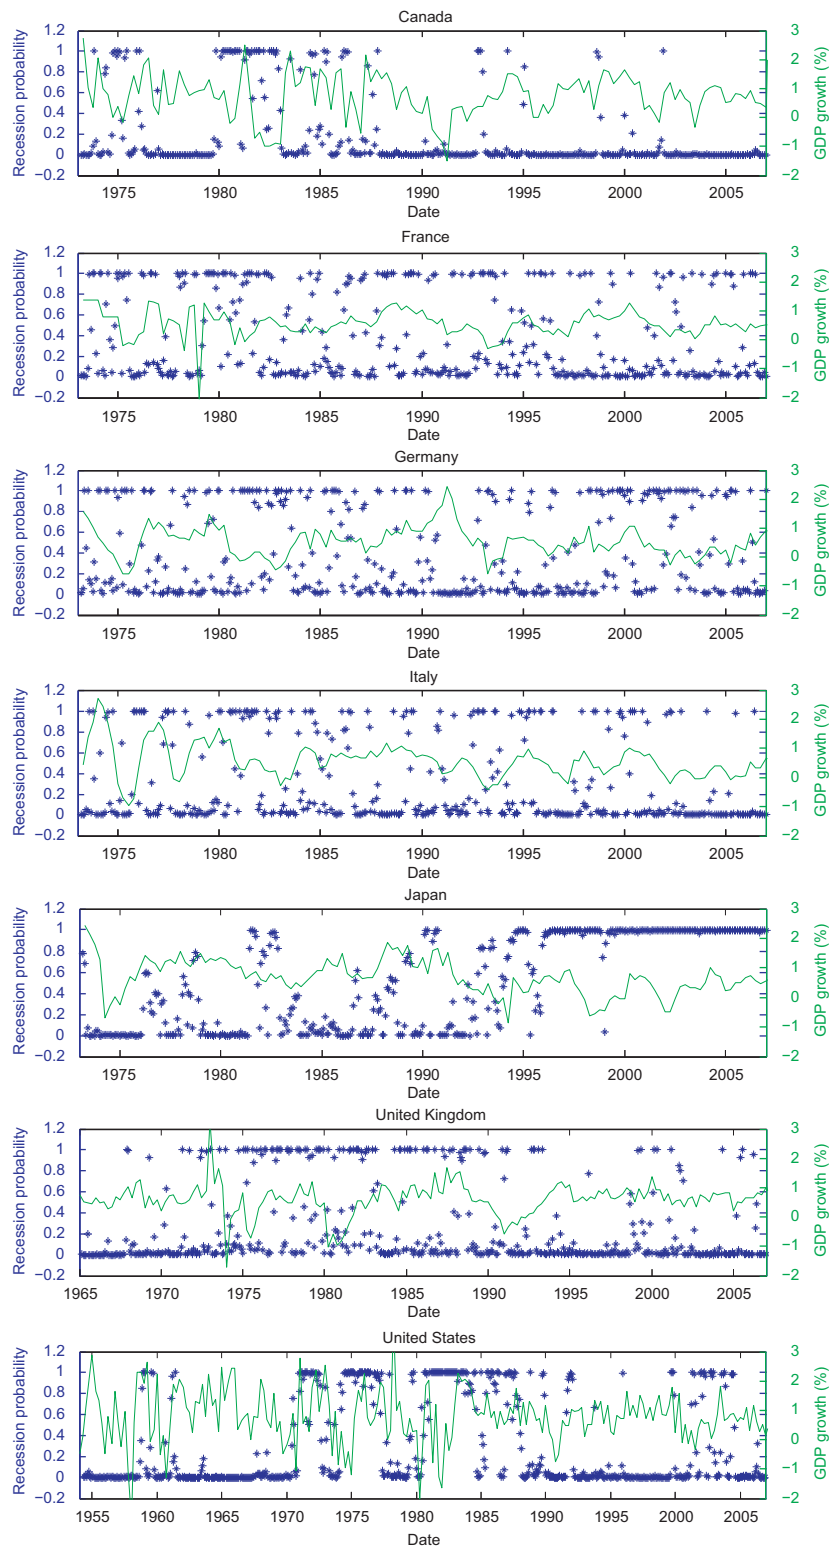 Canada
Recession probability
1.2
1
0.8
0.6
0.4
0.2
0
−0.2
3
2
1
0
−1
−2
GDP growth (%)
1975 1980 1985 1990 1995 2000 2005
Date
France
Recession probability
1.2
1
0.8
0.6
0.4
0.2
0
−0.2
3
2
1
0
−1
−2
GDP growth (%)
1975 1980 1985 1990 1995 2000 2005
Date
Germany
Recession probability
1.2
1
0.8
0.6
0.4
0.2
0
−0.2
3
2
1
0
−1
−2
GDP growth (%)
1975 1980 1985 1990 1995 2000 2005
Date
Italy
Recession probability
1.2
1
0.8
0.6
0.4
0.2
0
−0.2
3
2
1
0
−1
−2
GDP growth (%)
1975 1980 1985 1990 1995 2000 2005
Date
Japan
Recession probability
1.2
1
0.8
0.6
0.4
0.2
0
−0.2
3
2
1
0
−1
−2
GDP growth (%)
1975 1980 1985 1990 1995 2000 2005
Date
United Kingdom
Recession probability
1.2
1
0.8
0.6
0.4
0.2
0
−0.2
3
2
1
0
−1
−2
GDP growth (%)
1965 1970 1975 1980 1985 1990 1995 2000 2005
Date
United States
Recession probability
1.2
1
0.8
0.6
0.4
0.2
0
−0.2
3
2
1
0
−1
−2
GDP growth (%)
1955 1960 1965 1970 1975 1980 1985 1990 1995 2000 2005
Date